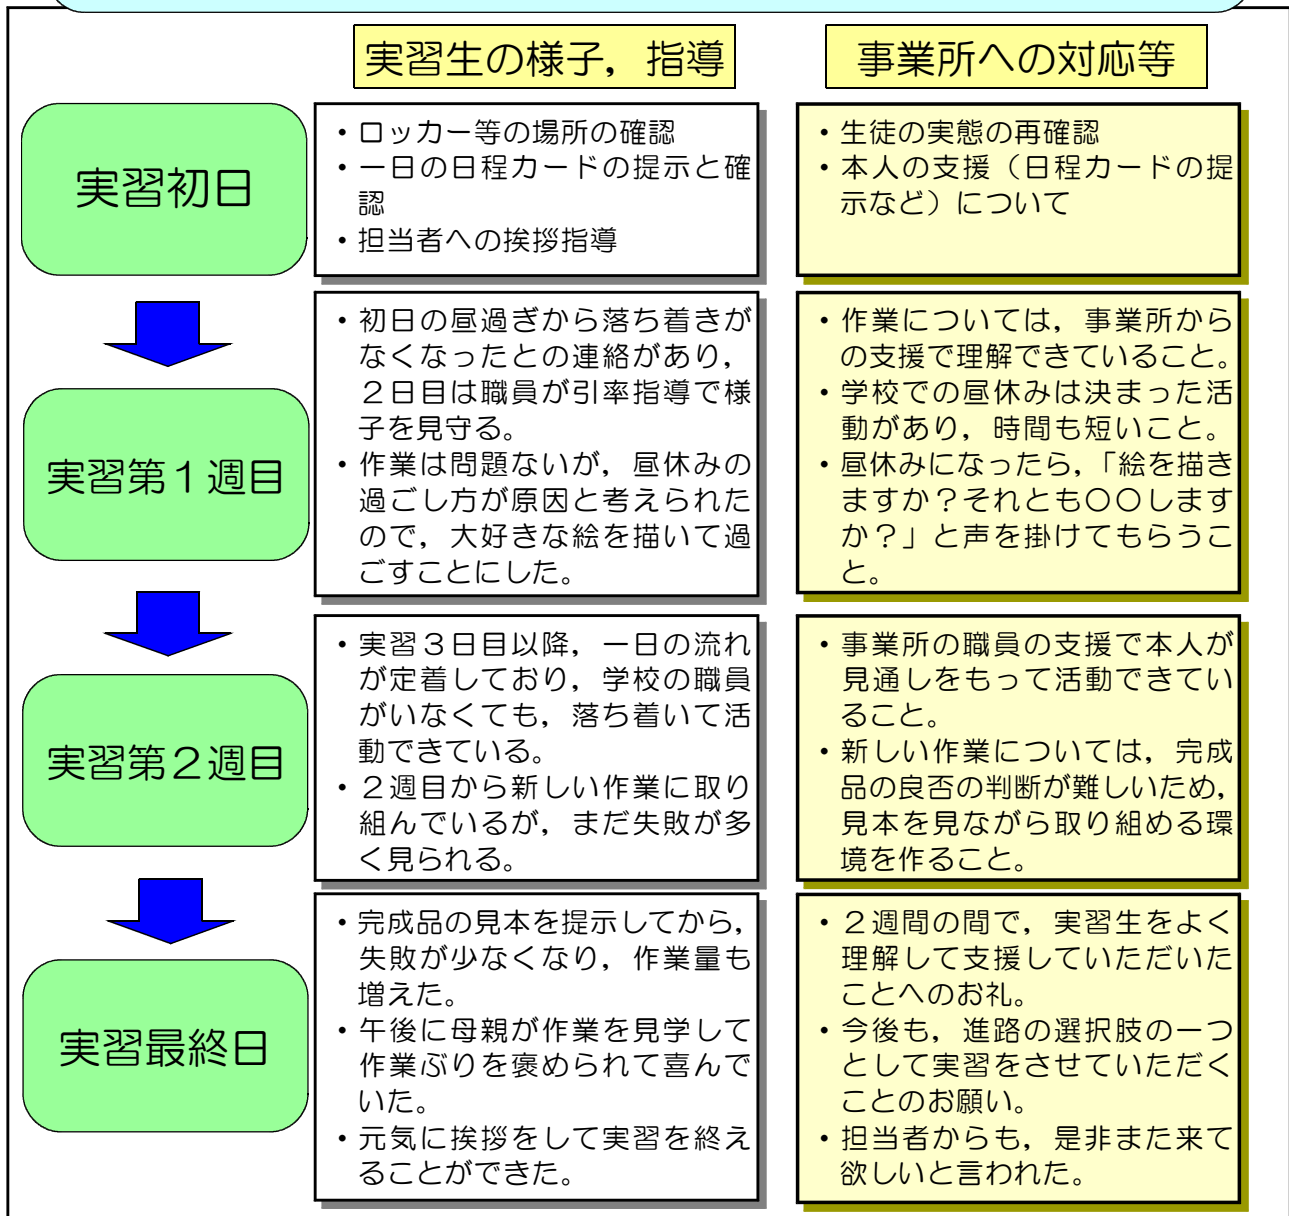 実習生の様子，指導
事業所への対応等
実習初日
・ロッカー等の場所の確認
・一日の日程カードの提示と確
認
・担当者への挨拶指導
・生徒の実態の再確認
・本人の支援（日程カードの提
示など）について
実習第１週目
・初日の昼過ぎから落ち着きが
なくなったとの連絡があり，
２日目は職員が引率指導で様
子を見守る。
・作業は問題ないが，昼休みの
過ごし方が原因と考えられた
ので，大好きな絵を描いて過
ごすことにした。
・作業については，事業所から
の支援で理解できていること。
・学校での昼休みは決まった活
動があり，時間も短いこと。
・昼休みになったら，「絵を描き
ますか？それとも〇〇します
か？」と声を掛けてもらうこ
と。
実習第２週目
・実習３日目以降，一日の流れ
が定着しており，学校の職員
がいなくても，落ち着いて活
動できている。
・２週目から新しい作業に取り
組んでいるが，まだ失敗が多
く見られる。
・事業所の職員の支援で本人が
見通しをもって活動できてい
ること。
・新しい作業については，完成
品の良否の判断が難しいため，
見本を見ながら取り組める環
境を作ること。
実習最終日
・完成品の見本を提示してから，
失敗が少なくなり，作業量も
増えた。
・午後に母親が作業を見学して
作業ぶりを褒められて喜んで
いた。
・元気に挨拶をして実習を終え
ることができた。
・２週間の間で，実習生をよく
理解して支援していただいた
ことへのお礼。
・今後も，進路の選択肢の一つ
として実習をさせていただく
ことのお願い。
・担当者からも，是非また来て
欲しいと言われた。